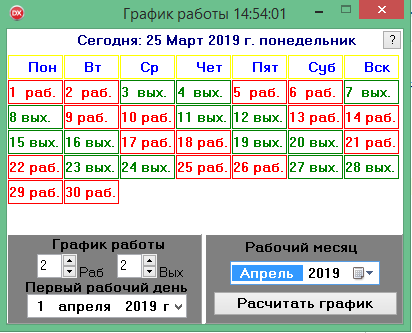 График работы 14:54:01
Сегодня: 25 Март 2019 г. понедельник ?
Пон Вт Ср Чет Пят Суб Вск
1 раб. 2 раб. 3 вых. 4 вых. 5 раб. 6 раб. 7 вых.
8 вых. 9 раб. 10 раб. 11 вых. 12 вых. 13 раб. 14 раб.
15 вых. 16 вых. 17 раб. 18 раб. 19 вых. 20 вых. 21 раб.
22 раб. 23 вых. 24 вых. 25 раб. 26 раб. 27 вых. 28 вых.
29 раб. 30 раб.
График работы
2 Раб 2 Вых
Первый рабочий день
1 апреля 2019 г
Рабочий месяц
Апрель 2019
Расчитать график